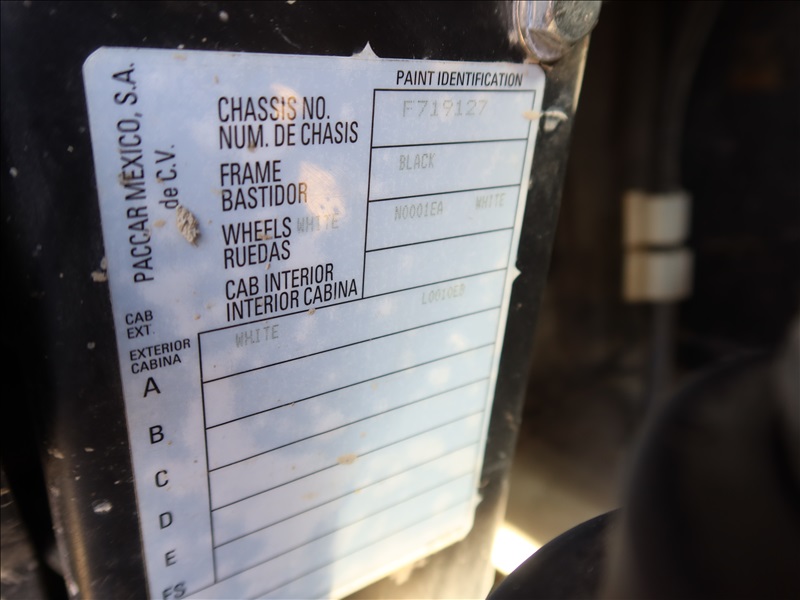 PACCAR MEXICO, S.A.
de C.V.
PAINT IDENTIFICATION
CHASSIS NO. F719127
NUM. DE CHASIS
FRAME BLACK
BASTIDOR
WHEELS WHITE N0001EA WHITE
RUEDAS
CAB INTERIOR
INTERIOR CABINA
CAB
EXT.
EXTERIOR
CABINA
A WHITE L0010EB
B
C
D
E
FS